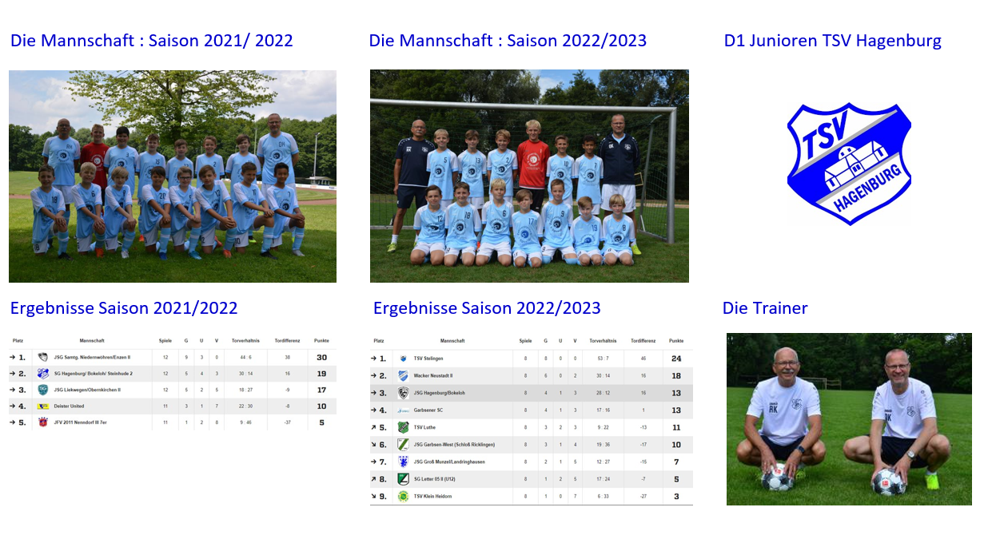 Die Mannschaft : Saison 2021/ 2022
Die Mannschaft : Saison 2022/2023
D1 Junioren TSV Hagenburg
TSV
HAGENBURG
Ergebnisse Saison 2021/2022
Platz Mannschaft Spiele G U V Torverhältnis Tordifferenz Punkte
→ 1. JSG Samtg. Niedernwöhren/Enzen II 12 9 3 0 44 : 6 38 30
→ 2. SG Hagenburg/ Bokeloh/ Steinhude 2 12 5 4 3 30 : 14 16 19
→ 3. JSG Liekwegen/Obernkirchen II 12 5 2 5 18 : 27 -9 17
→ 4. Deister United 11 3 1 7 22 : 30 -8 10
→ 5. JFV 2011 Nenndorf III 7er 11 1 2 8 9 : 46 -37 5
Ergebnisse Saison 2022/2023
Platz Mannschaft Spiele G U V Torverhältnis Tordifferenz Punkte
→ 1. TSV Stelingen 8 8 0 0 53 : 7 46 24
→ 2. Wacker Neustadt II 8 6 0 2 30 : 14 16 18
→ 3. JSG Hagenburg/Bokeloh 8 4 1 3 28 : 12 16 13
→ 4. Garbsener SC 8 4 1 3 17 : 16 1 13
↗ 5. TSV Luthe 8 3 2 3 9 : 22 -13 11
↘ 6. JSG Garbsen-West (Schloß Ricklingen) 8 3 1 4 19 : 36 -17 10
→ 7. JSG Groß Munzel/Landringhausen 8 2 1 5 12 : 27 -15 7
↗ 8. SG Letter 05 II (U12) 8 1 2 5 17 : 24 -7 5
↘ 9. TSV Klein Heidorn 8 1 0 7 6 : 33 -27 3
Die Trainer
RK
DK